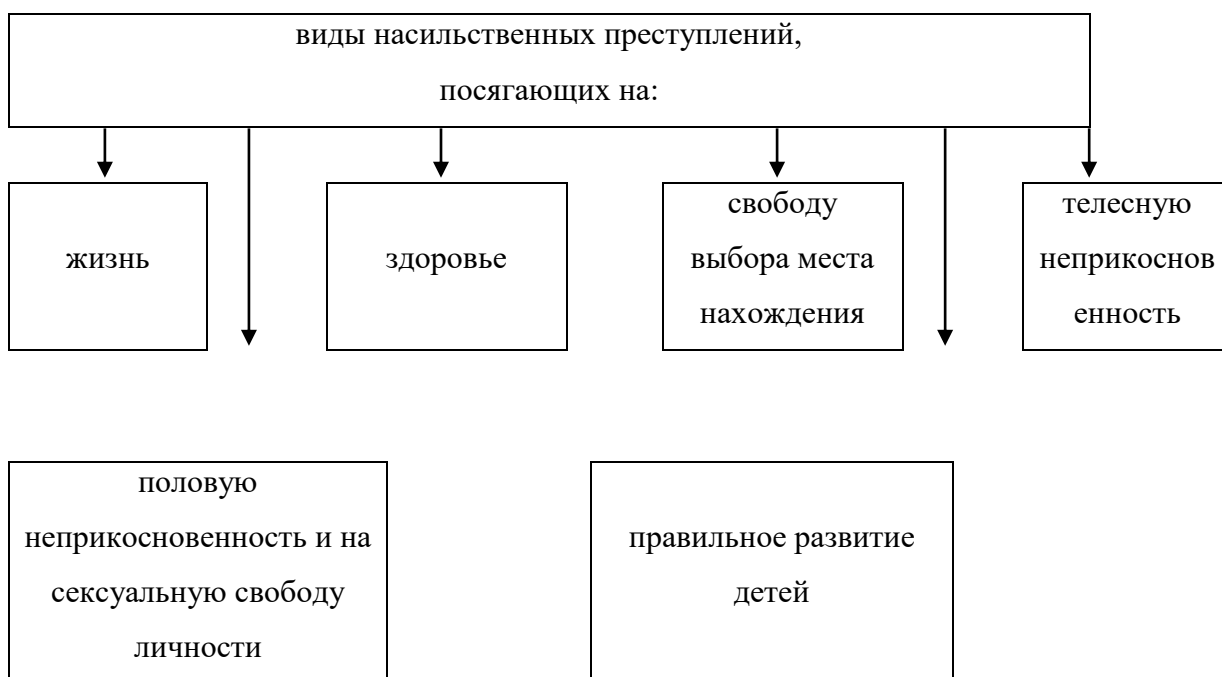 виды насильственных преступлений,
посягающих на:
жизнь
здоровье
свободу
выбора места
нахождения
телесную
неприкоснов
енность
половую
неприкосновенность и на
сексуальную свободу
личности
правильное развитие
детей